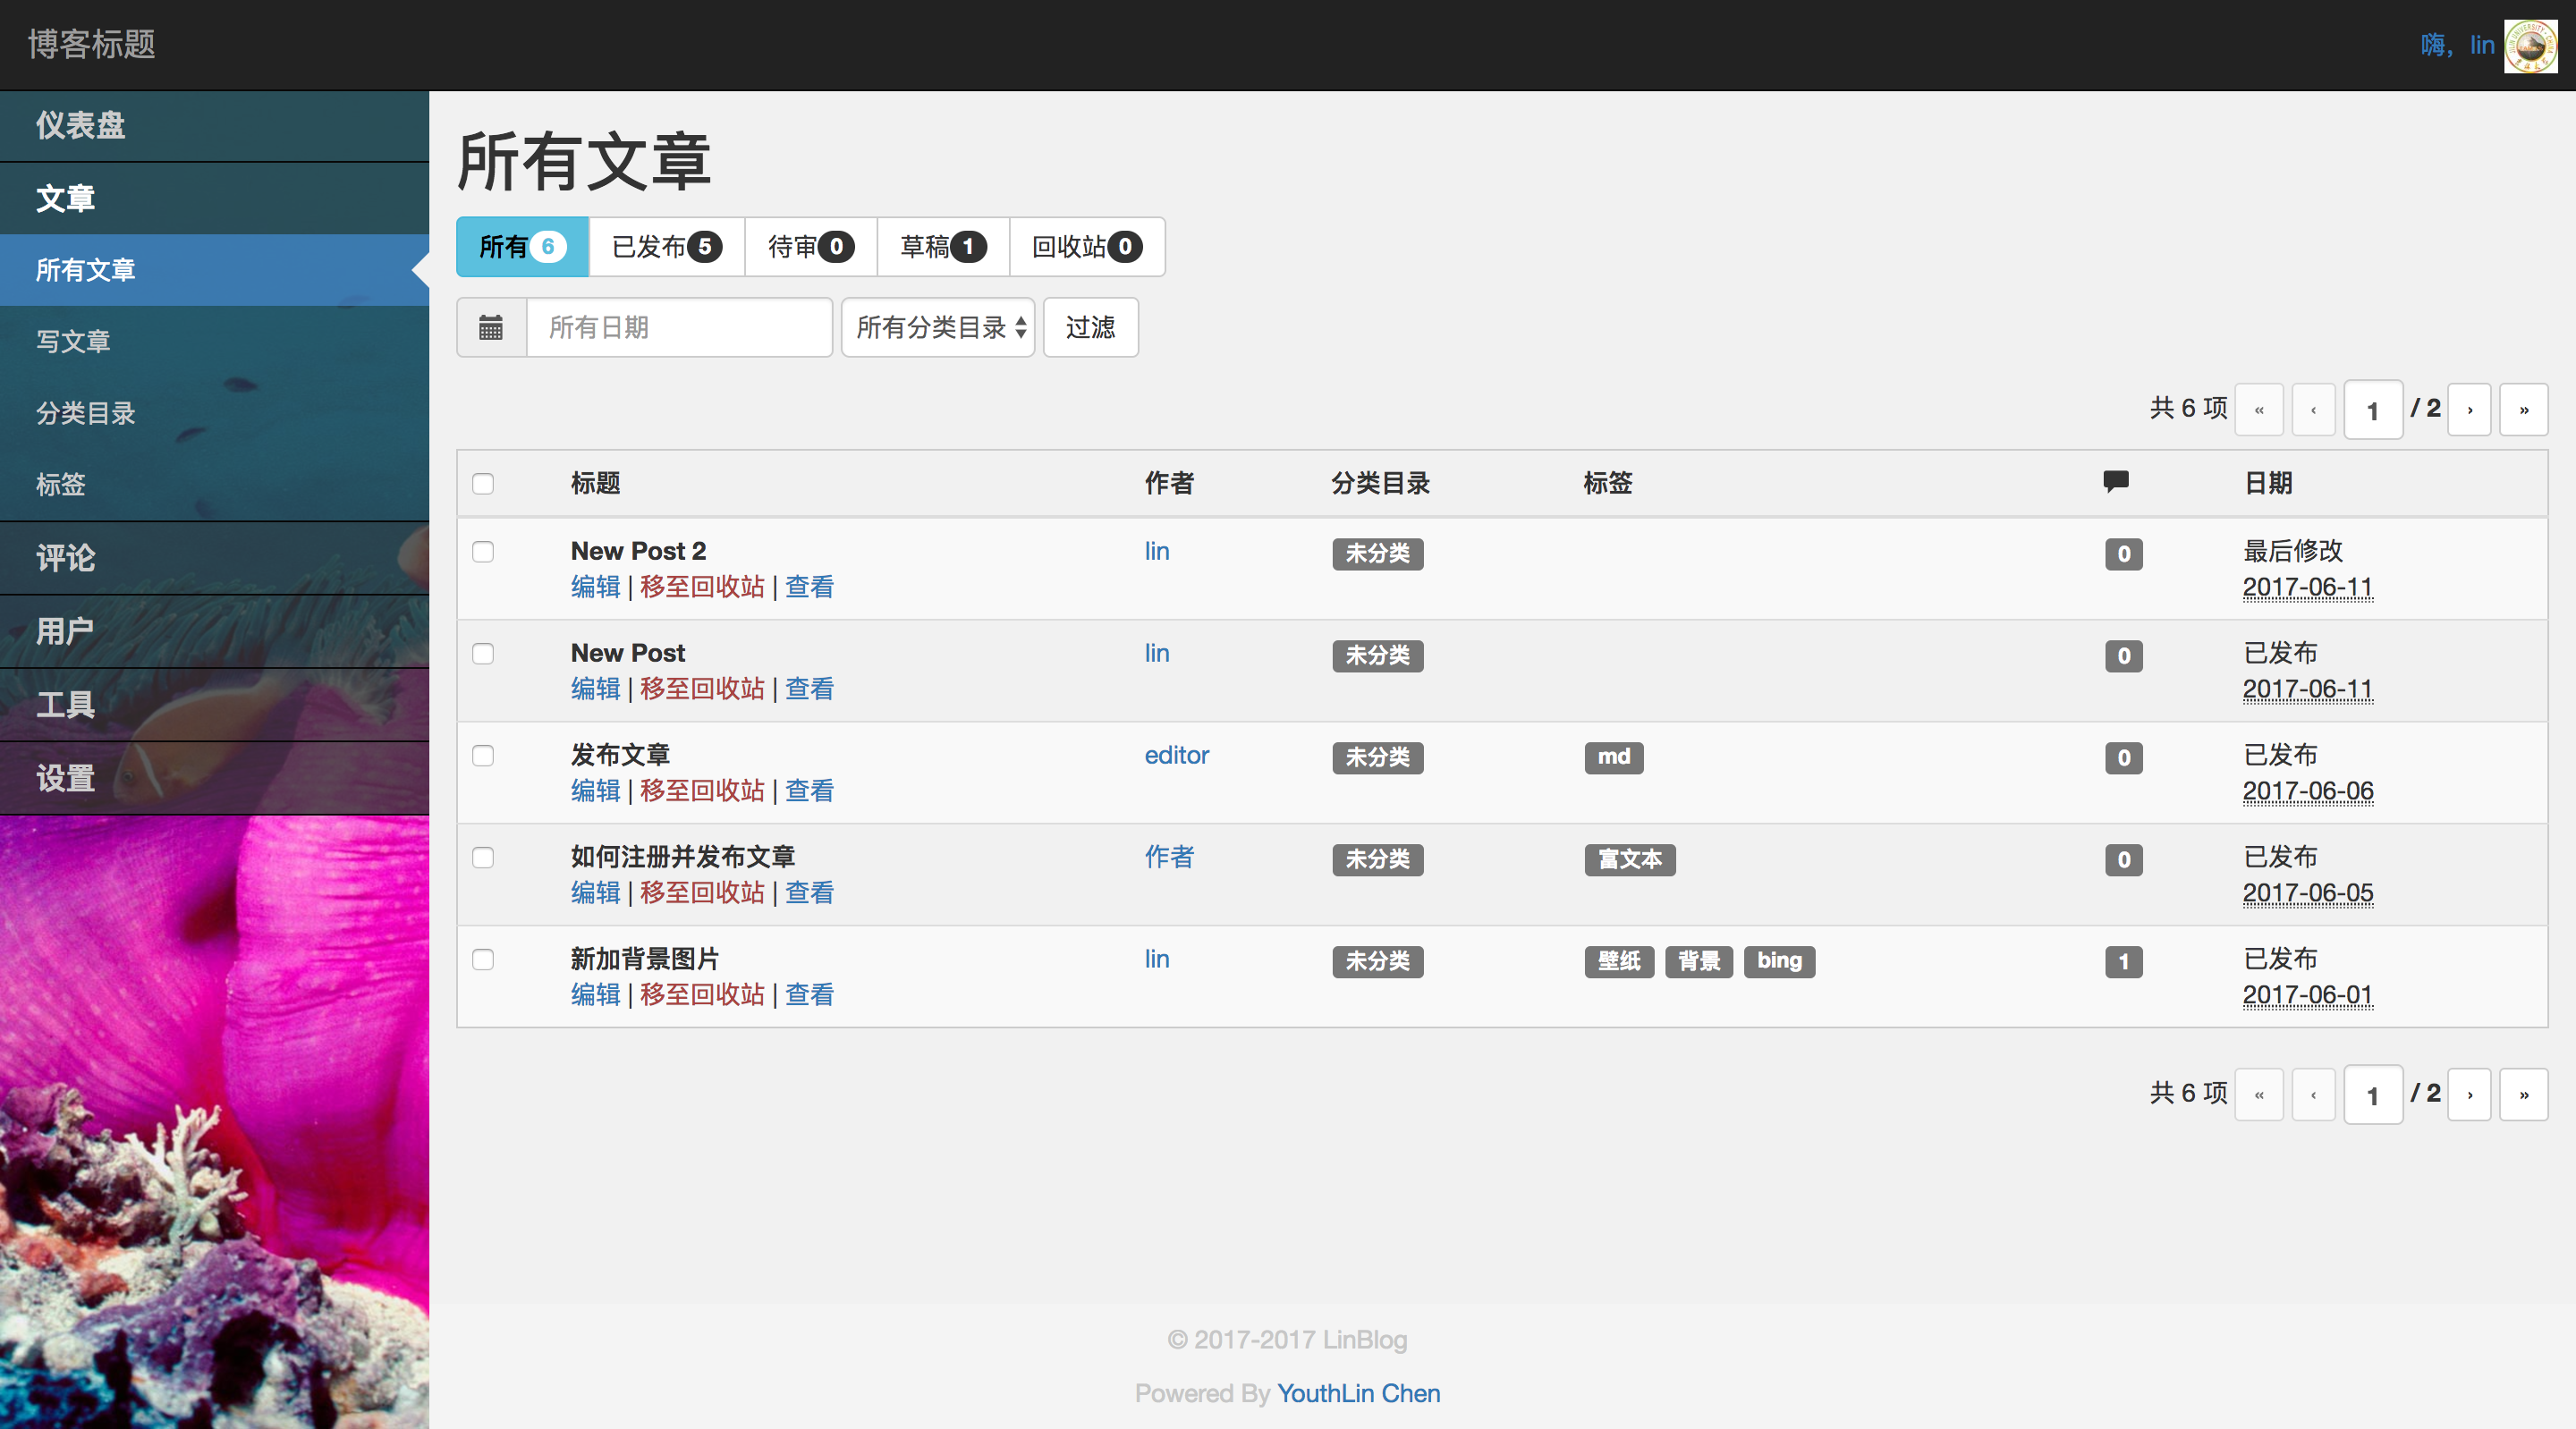 博客标题
嗨，lin
仪表盘
文章
所有文章
写文章
分类目录
标签
评论
用户
工具
设置
所有文章
所有 6 已发布 5 待审 0 草稿 1 回收站 0
所有日期 所有分类目录 过滤
共 6 项 « ‹ 1 / 2 › »
标题 作者 分类目录 标签 日期
New Post 2 lin 未分类 0 最后修改
编辑 | 移至回收站 | 查看 2017-06-11
New Post lin 未分类 0 已发布
编辑 | 移至回收站 | 查看 2017-06-11
发布文章 editor 未分类 md 0 已发布
编辑 | 移至回收站 | 查看 2017-06-06
如何注册并发布文章 作者 未分类 富文本 0 已发布
编辑 | 移至回收站 | 查看 2017-06-05
新加背景图片 lin 未分类 壁纸 背景 bing 1 已发布
编辑 | 移至回收站 | 查看 2017-06-01
共 6 项 « ‹ 1 / 2 › »
© 2017-2017 LinBlog
Powered By YouthLin Chen